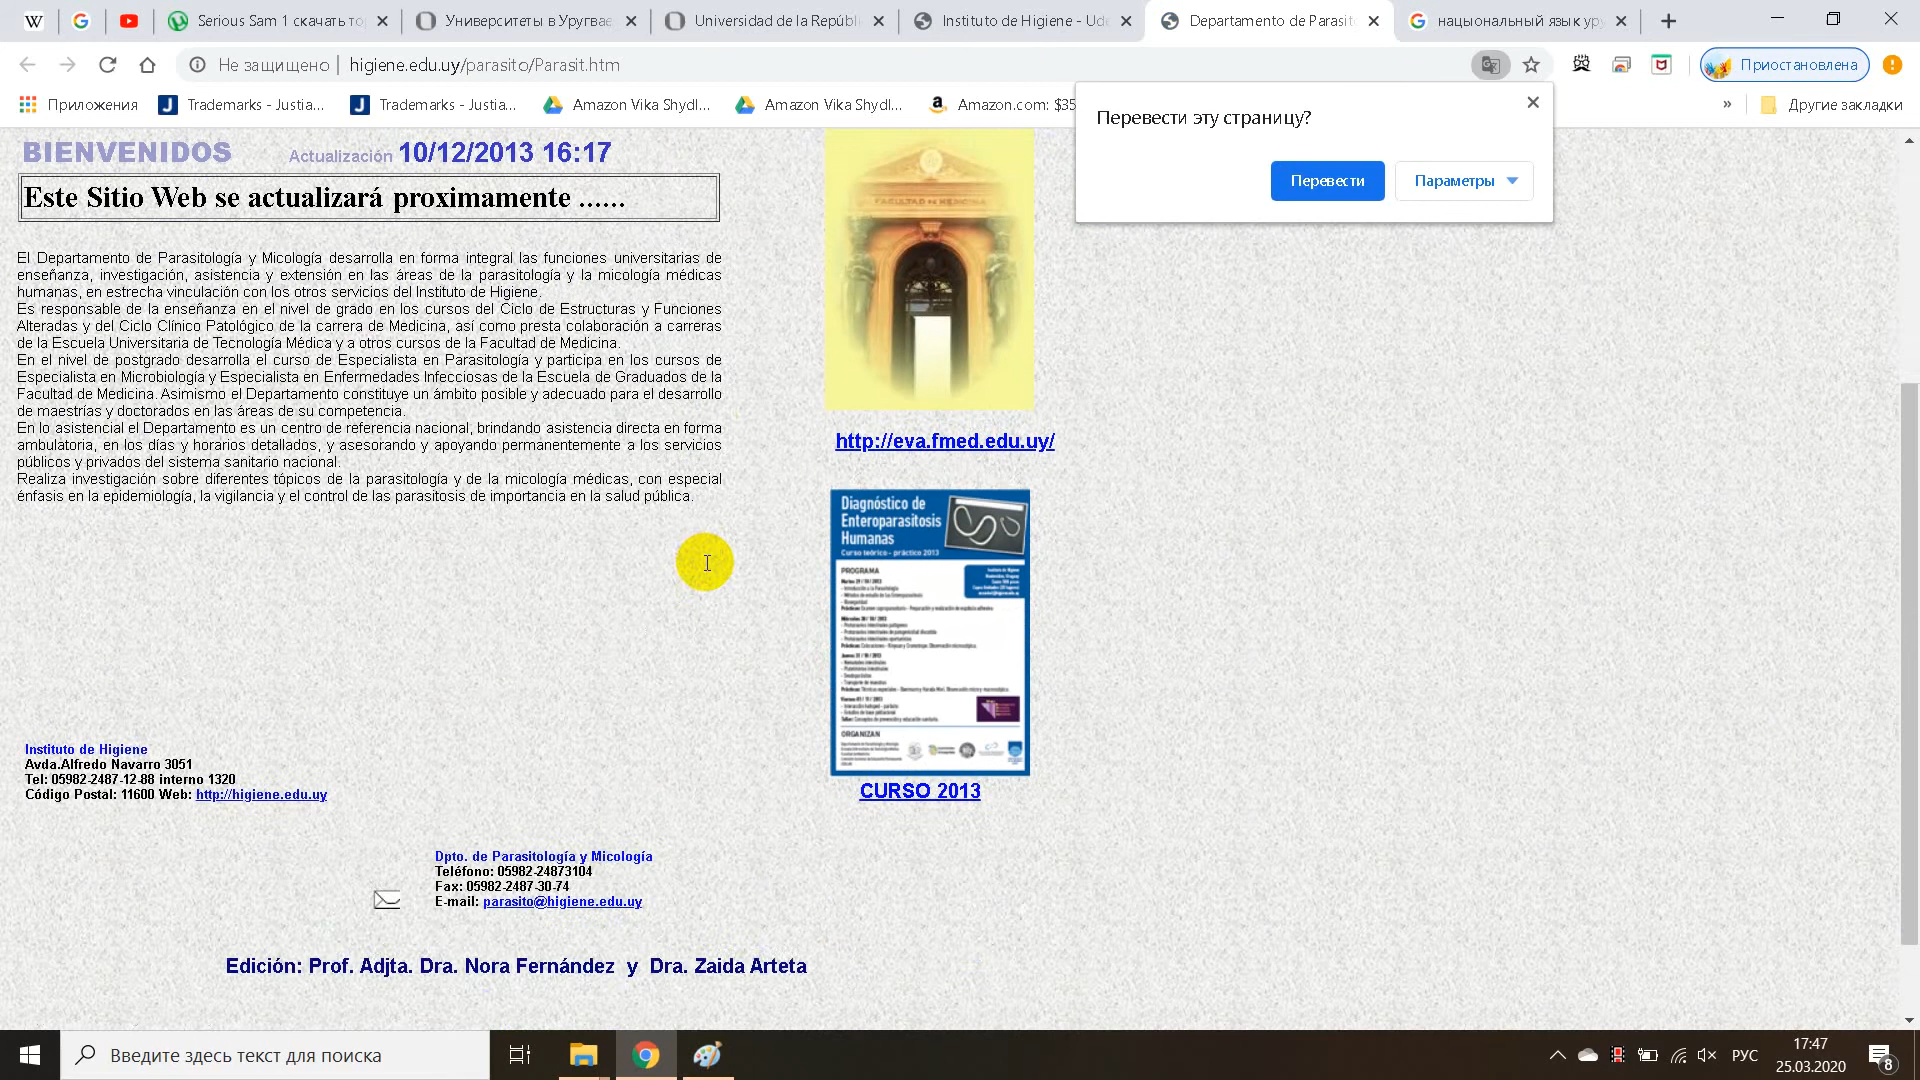 Serious Sam 1 скачать то
Университеты в Уругвае
Universidad de la Repúbl
Instituto de Higiene - Ude
Departamento de Parasit
нацыональный язык уру
Не защищено | higiene.edu.uy/parasito/Parasit.htm
Приостановлена
Приложения
Trademarks - Justia...
Trademarks - Justia...
Amazon Vika Shydl...
Amazon Vika Shydl...
Amazon.com: $35
»
Другие закладки
Перевести эту страницу?
Перевести
Параметры
BIENVENIDOS Actualización 10/12/2013 16:17
Este Sitio Web se actualizará proximamente ......
El Departamento de Parasitología y Micología desarrolla en forma integral las funciones universitarias de
enseñanza, investigación, asistencia y extensión en las áreas de la parasitología y la micología médicas
humanas, en estrecha vinculación con los otros servicios del Instituto de Higiene.
Es responsable de la enseñanza en el nivel de grado en los cursos del Ciclo de Estructuras y Funciones
Alteradas y del Ciclo Clínico Patológico de la carrera de Medicina, así como presta colaboración a carreras
de la Escuela Universitaria de Tecnología Médica y a otros cursos de la Facultad de Medicina.
En el nivel de postgrado desarrolla el curso de Especialista en Parasitología y participa en los cursos de
Especialista en Microbiología y Especialista en Enfermedades Infecciosas de la Escuela de Graduados de la
Facultad de Medicina. Asimismo el Departamento constituye un ámbito posible y adecuado para el desarrollo
de maestrías y doctorados en las áreas de su competencia.
En lo asistencial el Departamento es un centro de referencia nacional, brindando asistencia directa en forma
ambulatoria, en los días y horarios detallados, y asesorando y apoyando permanentemente a los servicios
públicos y privados del sistema sanitario nacional.
Realiza investigación sobre diferentes tópicos de la parasitología y de la micología médicas, con especial
énfasis en la epidemiología, la vigilancia y el control de las parasitosis de importancia en la salud pública.
FACULTAD DE MEDICINA
http://eva.fmed.edu.uy/
Diagnóstico de
Enteroparasitosis
Humanas
Curso teórico - práctico 2013
PROGRAMA
ORGANIZAN
CURSO 2013
Instituto de Higiene
Avda.Alfredo Navarro 3051
Tel: 05982-2487-12-88 interno 1320
Código Postal: 11600 Web: http://higiene.edu.uy
Dpto. de Parasitología y Micología
Teléfono: 05982-24873104
Fax: 05982-2487-30-74
E-mail: parasito@higiene.edu.uy
Edición: Prof. Adjta. Dra. Nora Fernández y Dra. Zaida Arteta
Введите здесь текст для поиска
РУС
17:47
25.03.2020
8